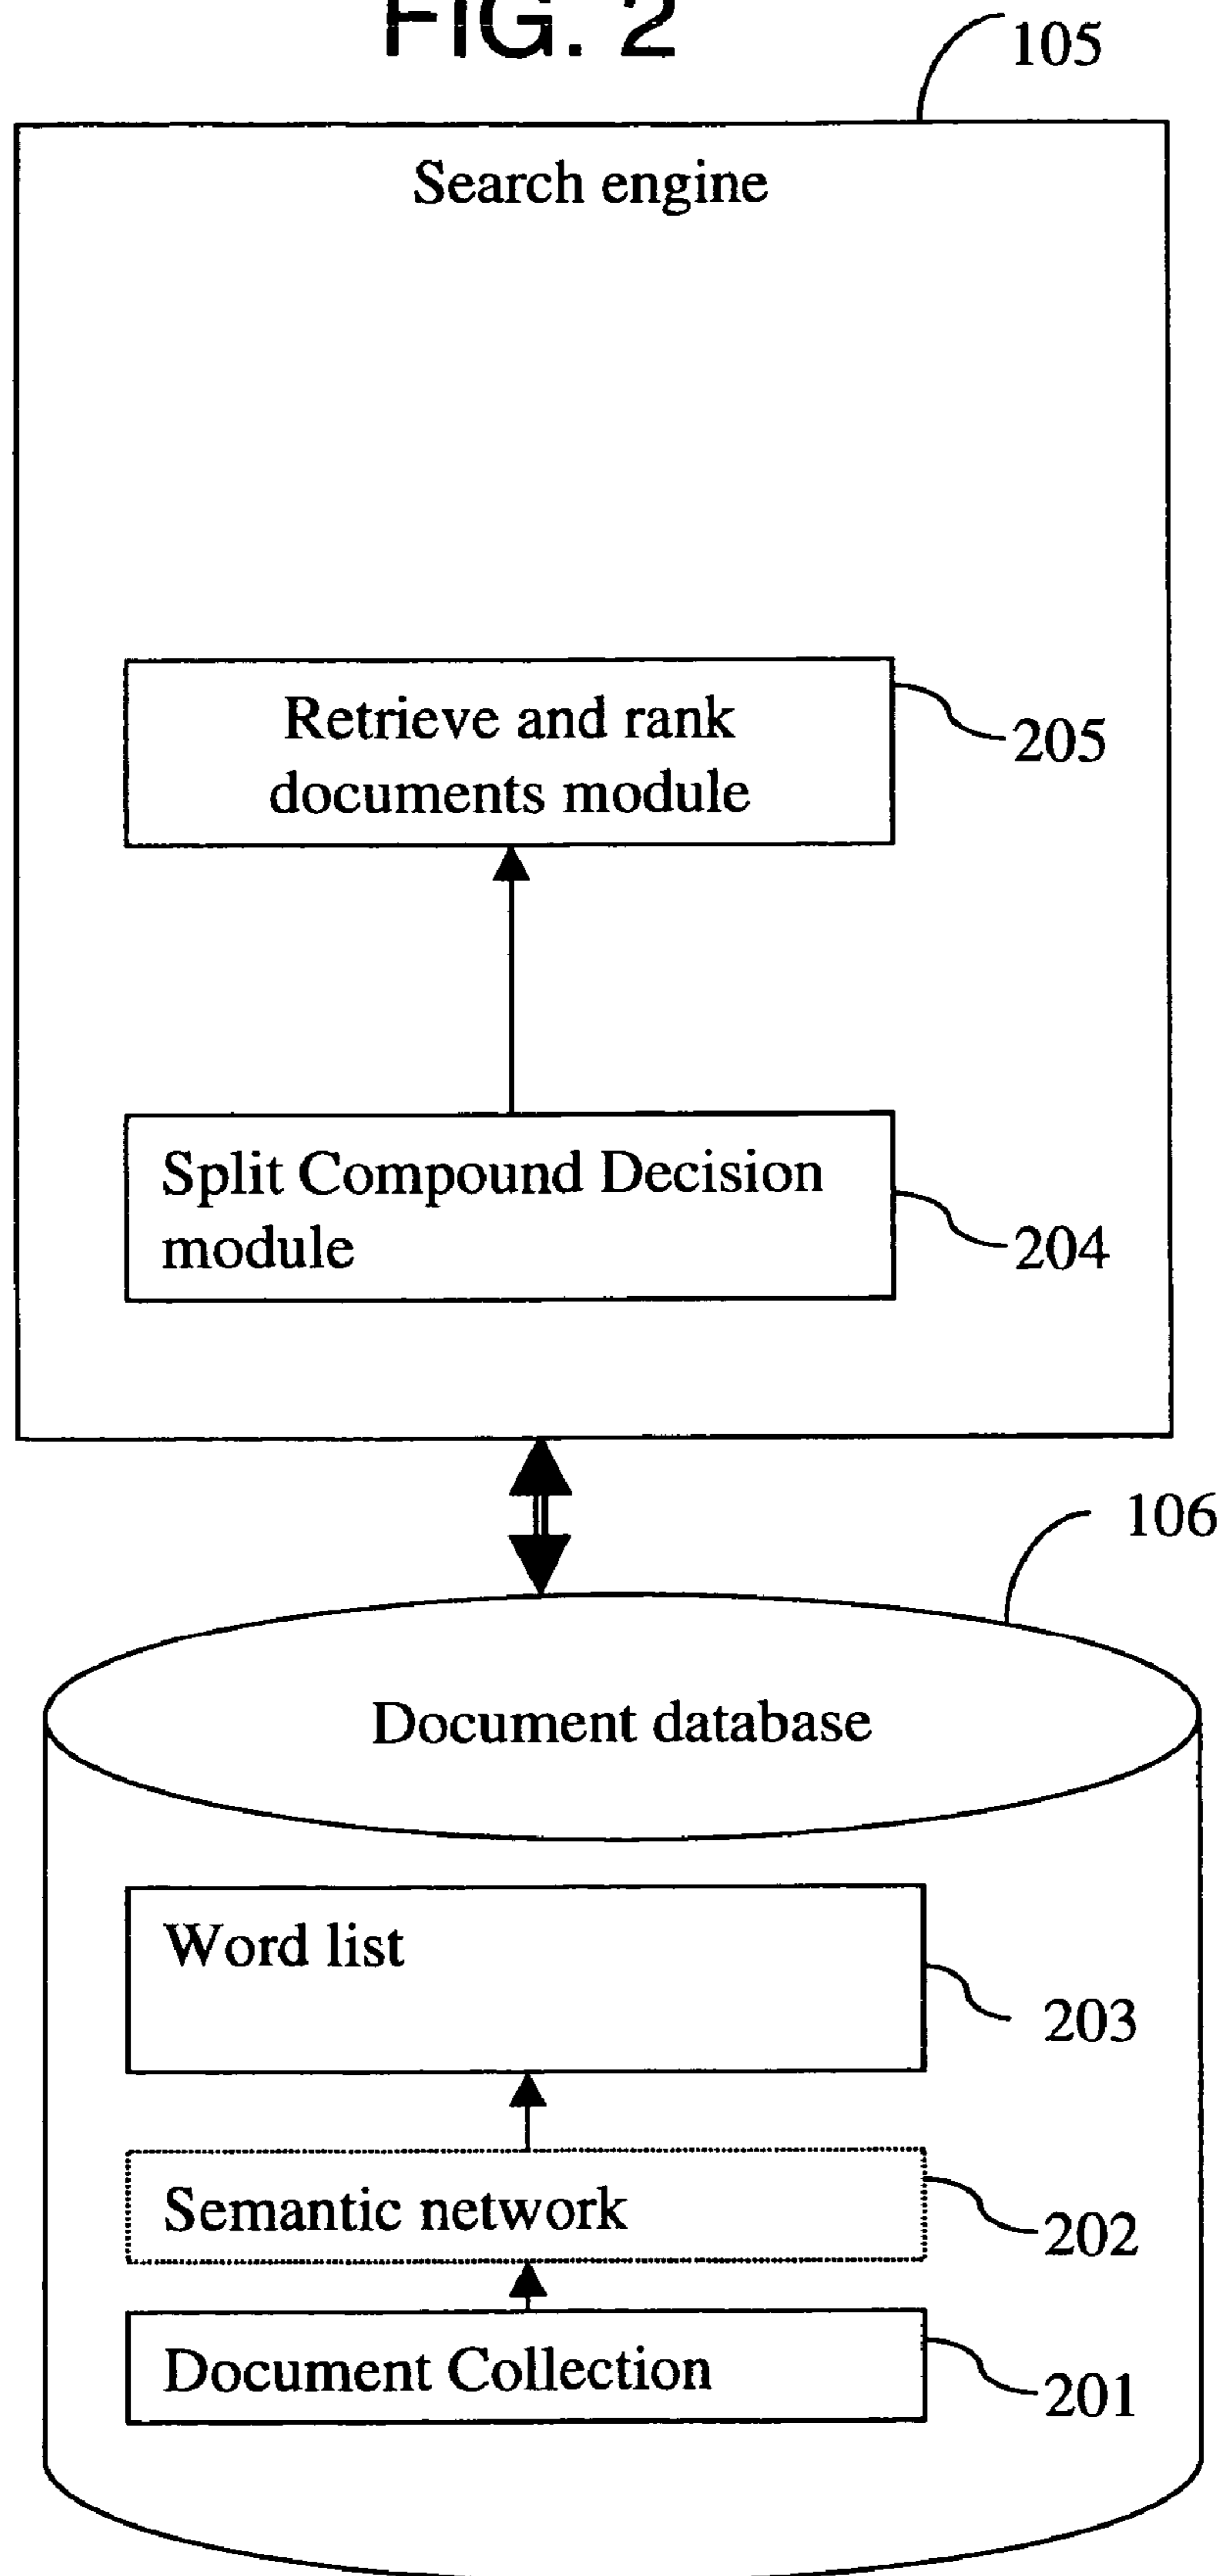 FIG. 2
105
Search engine
Retrieve and rank
documents module
205
Split Compound Decision
module
204
106
Document database
Word list
203
Semantic network
202
Document Collection
201